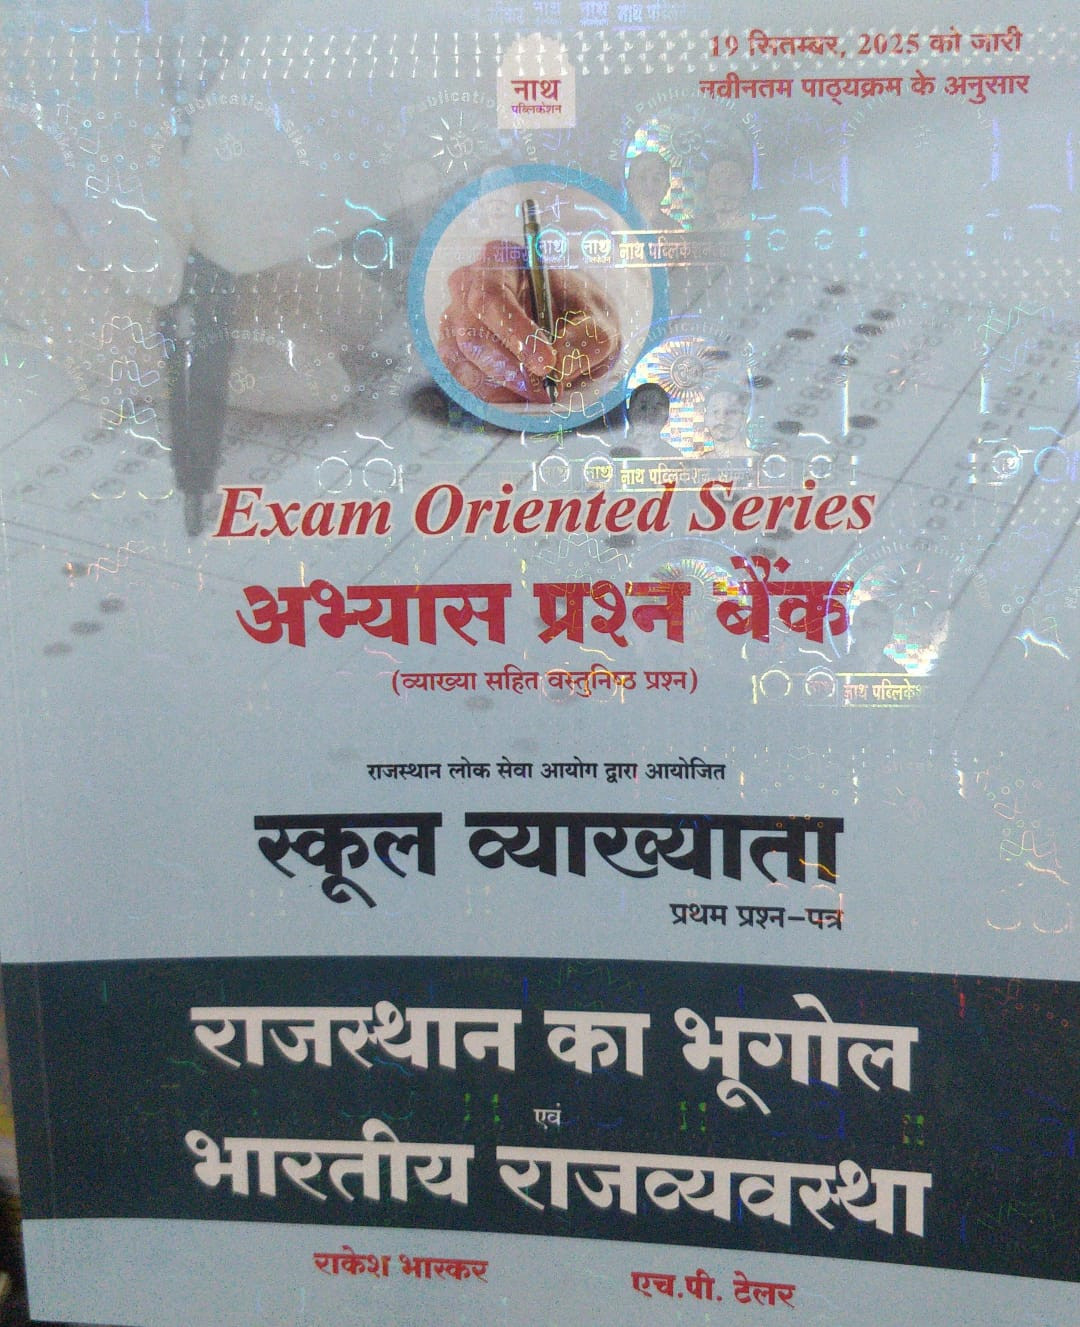 19 सितम्बर, 2025 को जारी
नवीनतम पाठ्यक्रम के अनुसार
नाथ
पब्लिकेशन
Exam Oriented Series
अभ्यास प्रश्न बैंक
(व्याख्या सहित वस्तुनिष्ठ प्रश्न)
राजस्थान लोक सेवा आयोग द्वारा आयोजित
स्कूल व्याख्याता
प्रथम प्रश्न-पत्र
राजस्थान का भूगोल
एवं
भारतीय राजव्यवस्था
राकेश भास्कर
एच.पी. टेलर